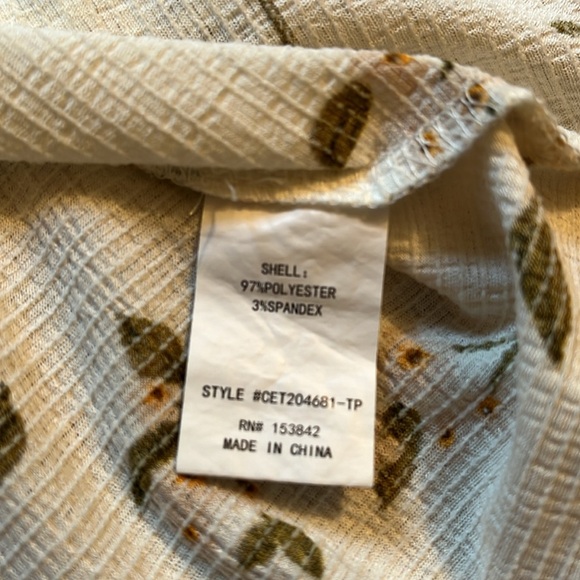 SHELL:
97%POLYESTER
3%SPANDEX
STYLE #CET204681-TP
RN# 153842
MADE IN CHINA